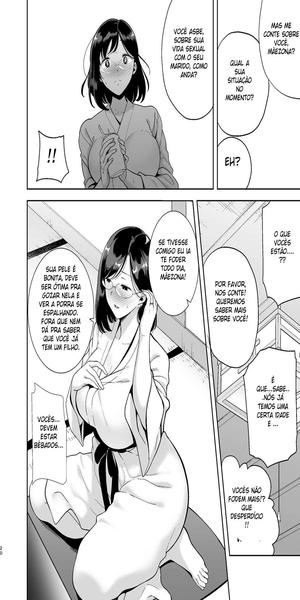 MAS ME
CONTE SOBRE
VOCÊ,
MÃEZONA?
QUAL A
SUA
SITUAÇÃO
NO
MOMENTO?
VOCÊ ASBE,
SOBRE SUA
VIDA SEXUAL
COM O SEU
MARIDO, COMO
ANDA?
EH?
!!
O QUE
VOCÊS
ESTÃO....
??
POR FAVOR,
NOS CONTE!
QUEREMOS
SABER MAIS
SOBRE VOCÊ!
SE TIVESSE
COMIGO EU IA
TE FODER
TODO DIA,
MÃEZONA!
SUA PELE É
BONITA, DEVE
SER ÓTIMA PRA
GOZAR NELA E
VER A PORRA SE
ESPALHANDO.
FORA QUE NEM
DÁ PRA SABER
QUE VOCÊ JÁ
TEM UM FILHO.
É
QUE...SABE..
.NÓS JÁ
TEMOS UMA
CERTA IDADE
E ...
VOCÊS...
DEVEM
ESTAR
BÊBADOS...
VOCÊS
NÃO FODEM
MAIS!? QUE
DESPERDÍÇO
!!
20